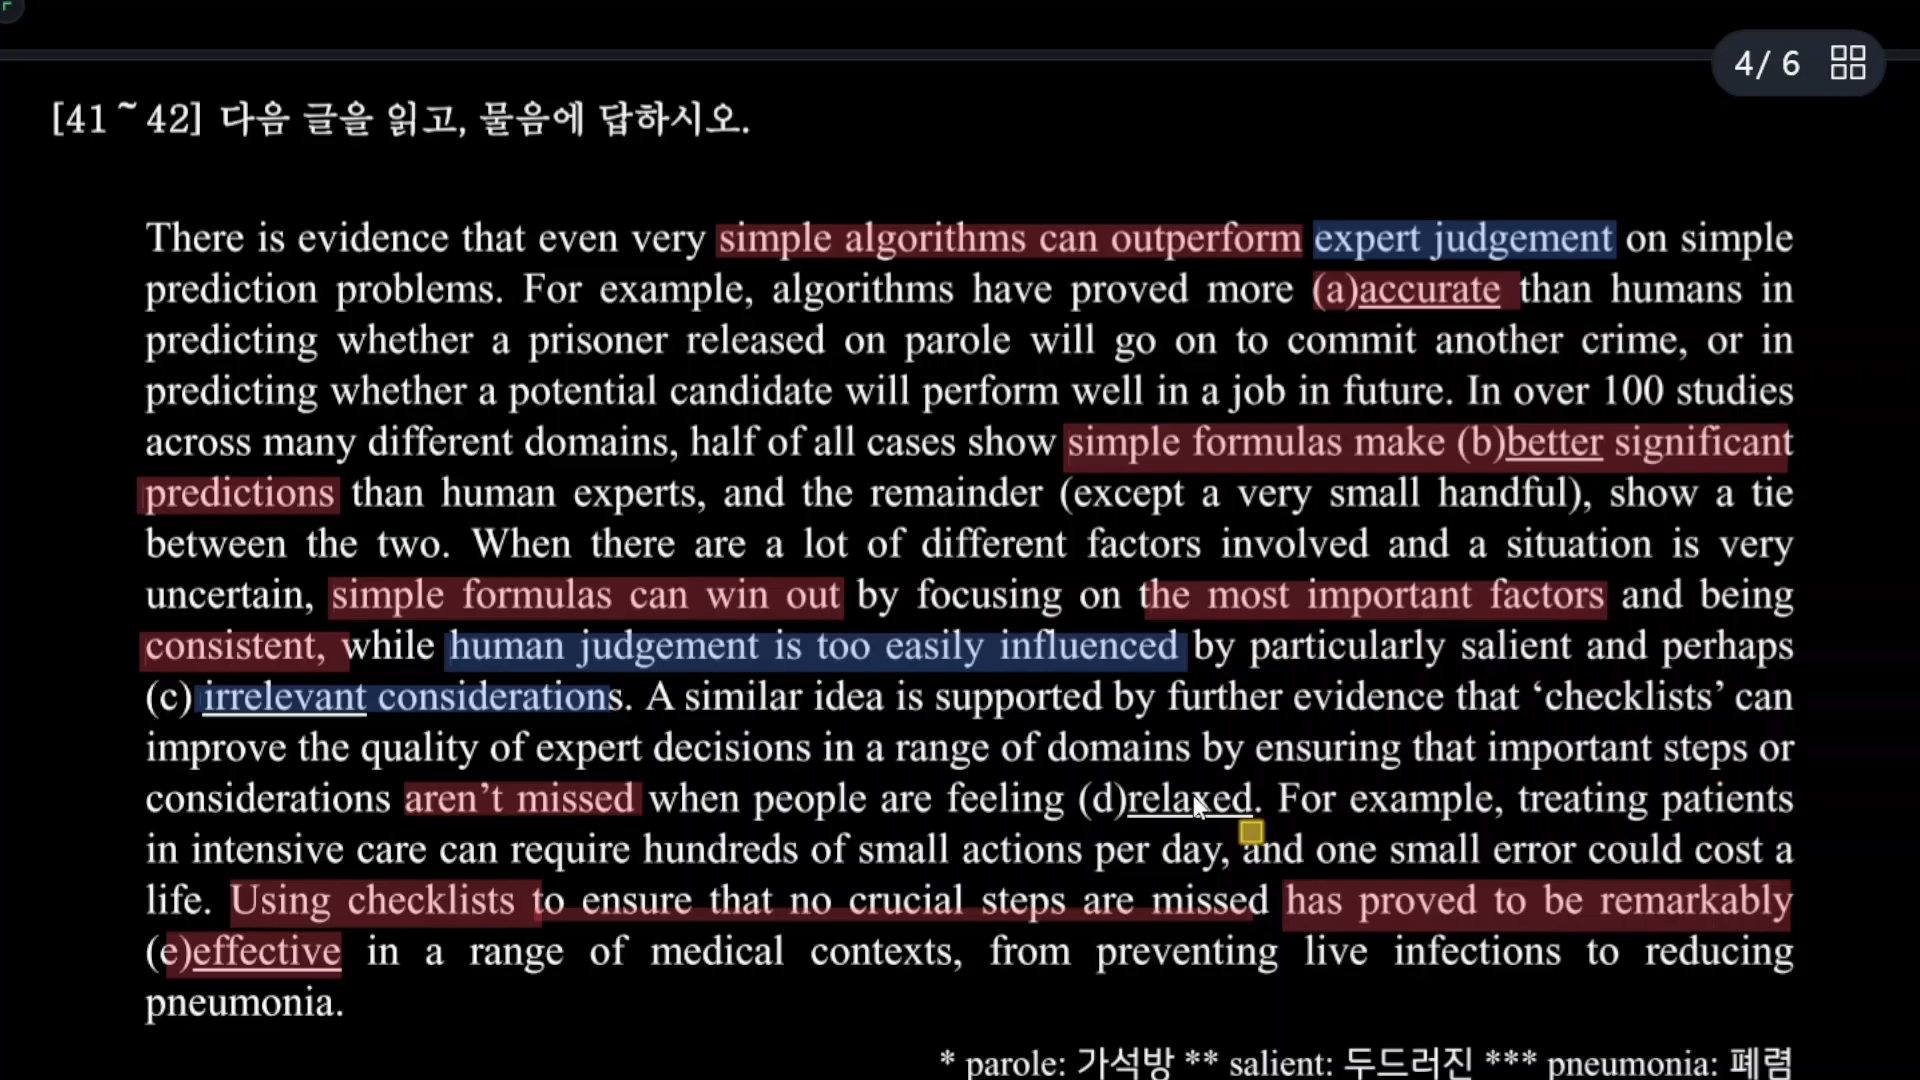 4/ 6
[41 ~ 42] 다음 글을 읽고, 물음에 답하시오.
There is evidence that even very simple algorithms can outperform expert judgement on simple
prediction problems. For example, algorithms have proved more (a)accurate than humans in
predicting whether a prisoner released on parole will go on to commit another crime, or in
predicting whether a potential candidate will perform well in a job in future. In over 100 studies
across many different domains, half of all cases show simple formulas make (b)better significant
predictions than human experts, and the remainder (except a very small handful), show a tie
between the two. When there are a lot of different factors involved and a situation is very
uncertain, simple formulas can win out by focusing on the most important factors and being
consistent, while human judgement is too easily influenced by particularly salient and perhaps
(c) irrelevant considerations. A similar idea is supported by further evidence that ‘checklists’ can
improve the quality of expert decisions in a range of domains by ensuring that important steps or
considerations aren’t missed when people are feeling (d)relaxed. For example, treating patients
in intensive care can require hundreds of small actions per day, and one small error could cost a
life. Using checklists to ensure that no crucial steps are missed has proved to be remarkably
(e)effective in a range of medical contexts, from preventing live infections to reducing
pneumonia.
* parole: 가석방 ** salient: 두드러진 *** pneumonia: 폐렴